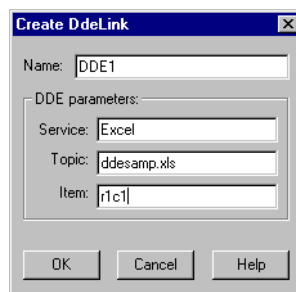 Create DdeLink
Name: DDE1
DDE parameters:
Service: Excel
Topic: ddesamp.xls
Item: r1c1
OK Cancel Help